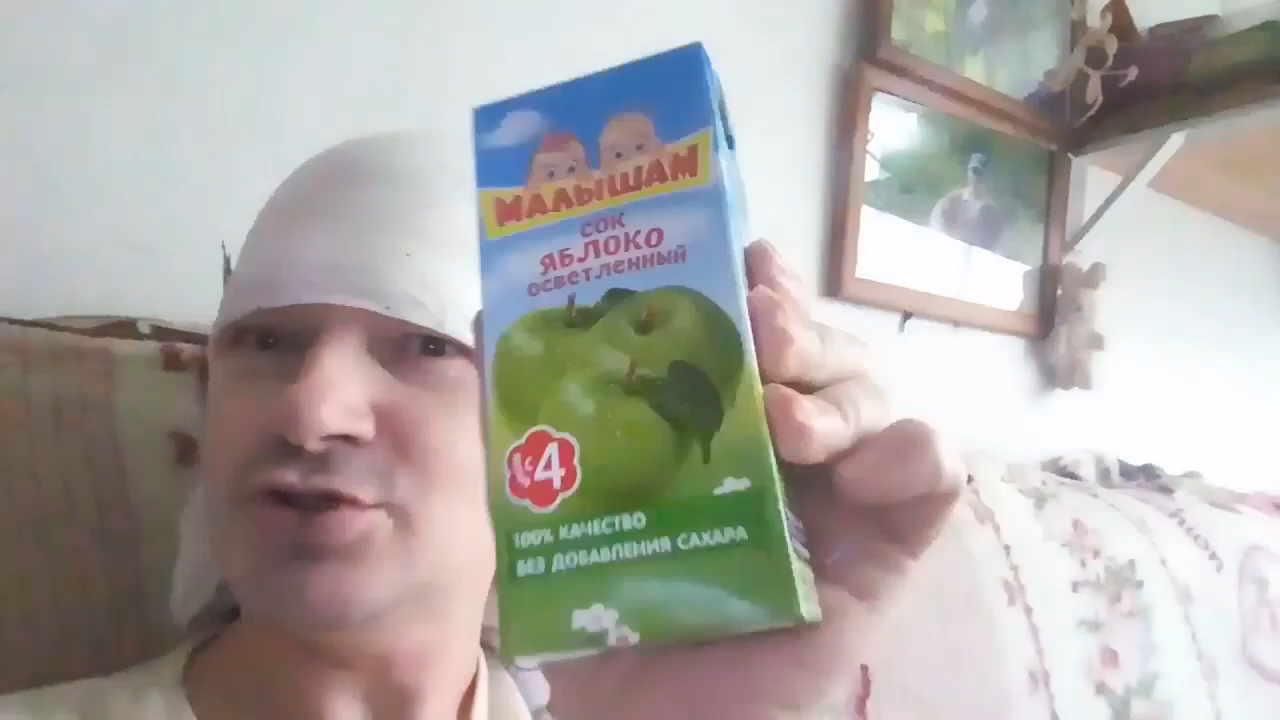 МАЛЫШАМ
СОК
ЯБЛОКО
осветленный
с 4
100% КАЧЕСТВО
БЕЗ ДОБАВЛЕНИЯ САХАРА